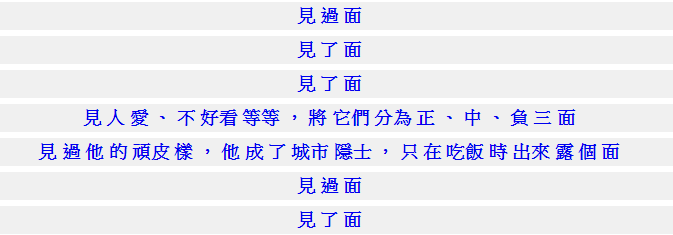 見過面
見了面
見了面
見人愛、不好看等等，將它們分為正、中、負三面
見過他的頑皮樣，他成了城市隱士，只在吃飯時出來露個面
見過面
見了面